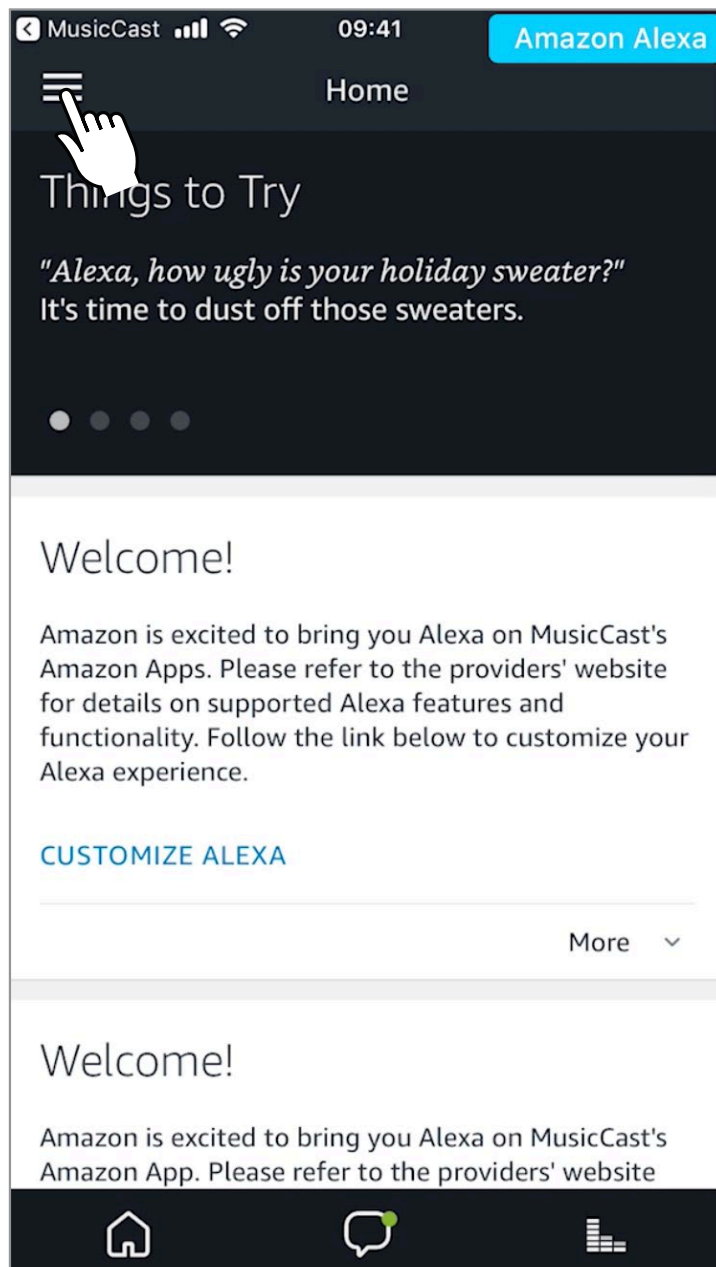 MusicCast
09:41
Amazon Alexa
Home
Things to Try
"Alexa, how ugly is your holiday sweater?"
It's time to dust off those sweaters.
Welcome!
Amazon is excited to bring you Alexa on MusicCast's
Amazon Apps. Please refer to the providers' website
for details on supported Alexa features and
functionality. Follow the link below to customize your
Alexa experience.
CUSTOMIZE ALEXA
More
Welcome!
Amazon is excited to bring you Alexa on MusicCast's
Amazon App. Please refer to the providers' website